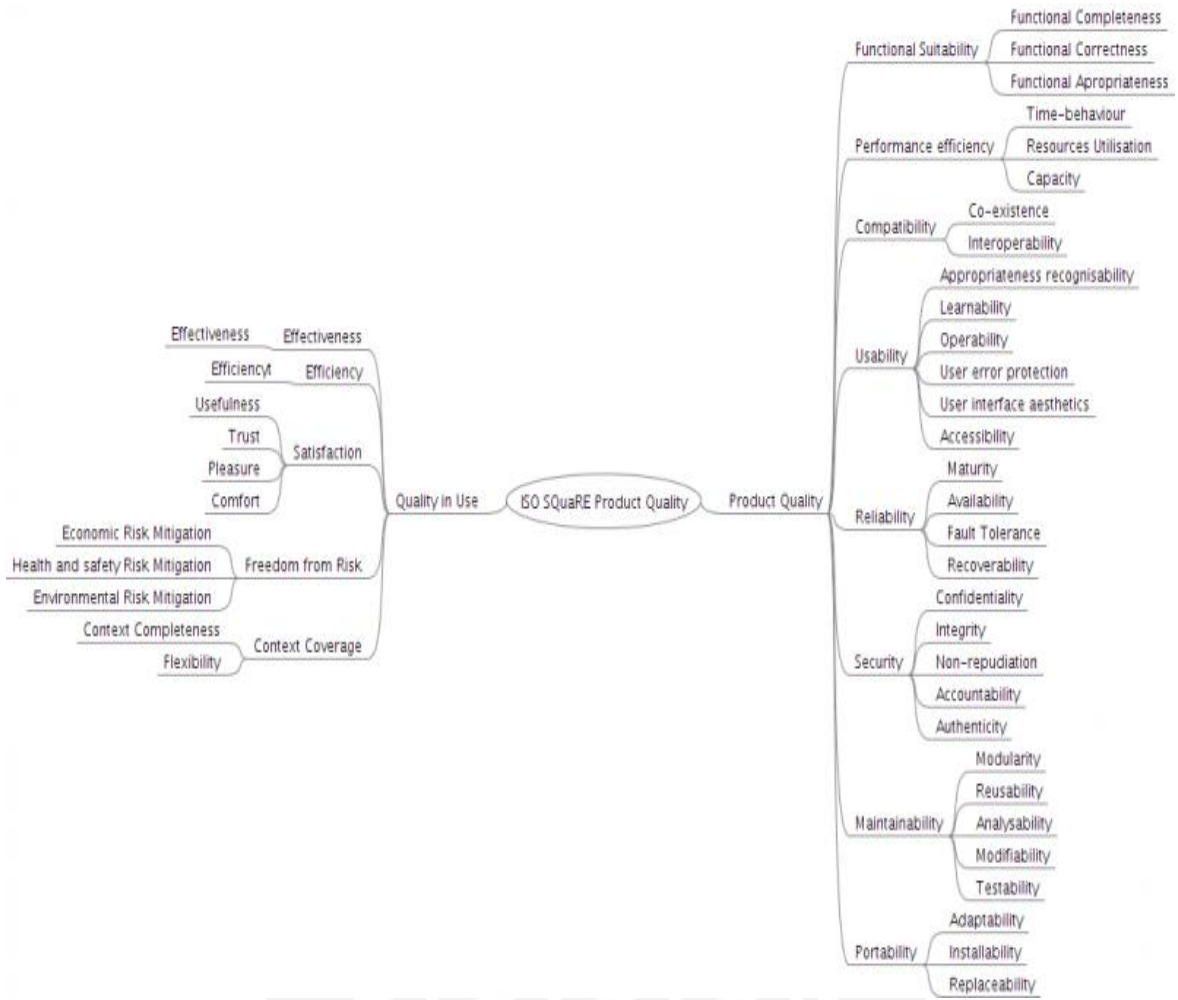 Functional Suitability
Functional Completeness
Functional Correctness
Functional Apropriateness
Performance efficiency
Time-behaviour
Resources Utilisation
Capacity
Compatibility
Co-existence
Interoperability
Usability
Appropriateness recognisability
Learnability
Operability
User error protection
User interface aesthetics
Accessibility
Reliability
Maturity
Availability
Fault Tolerance
Recoverability
Security
Confidentiality
Integrity
Non-repudiation
Accountability
Authenticity
Maintainability
Modularity
Reusability
Analysability
Modifiability
Testability
Portability
Adaptability
Installability
Replaceability
Product Quality
ISO SQuaRE Product Quality
Quality in Use
Effectiveness
Effectiveness
Efficiency
Efficiencyt
Satisfaction
Usefulness
Trust
Pleasure
Comfort
Freedom from Risk
Economic Risk Mitigation
Health and safety Risk Mitigation
Environmental Risk Mitigation
Context Coverage
Context Completeness
Flexibility